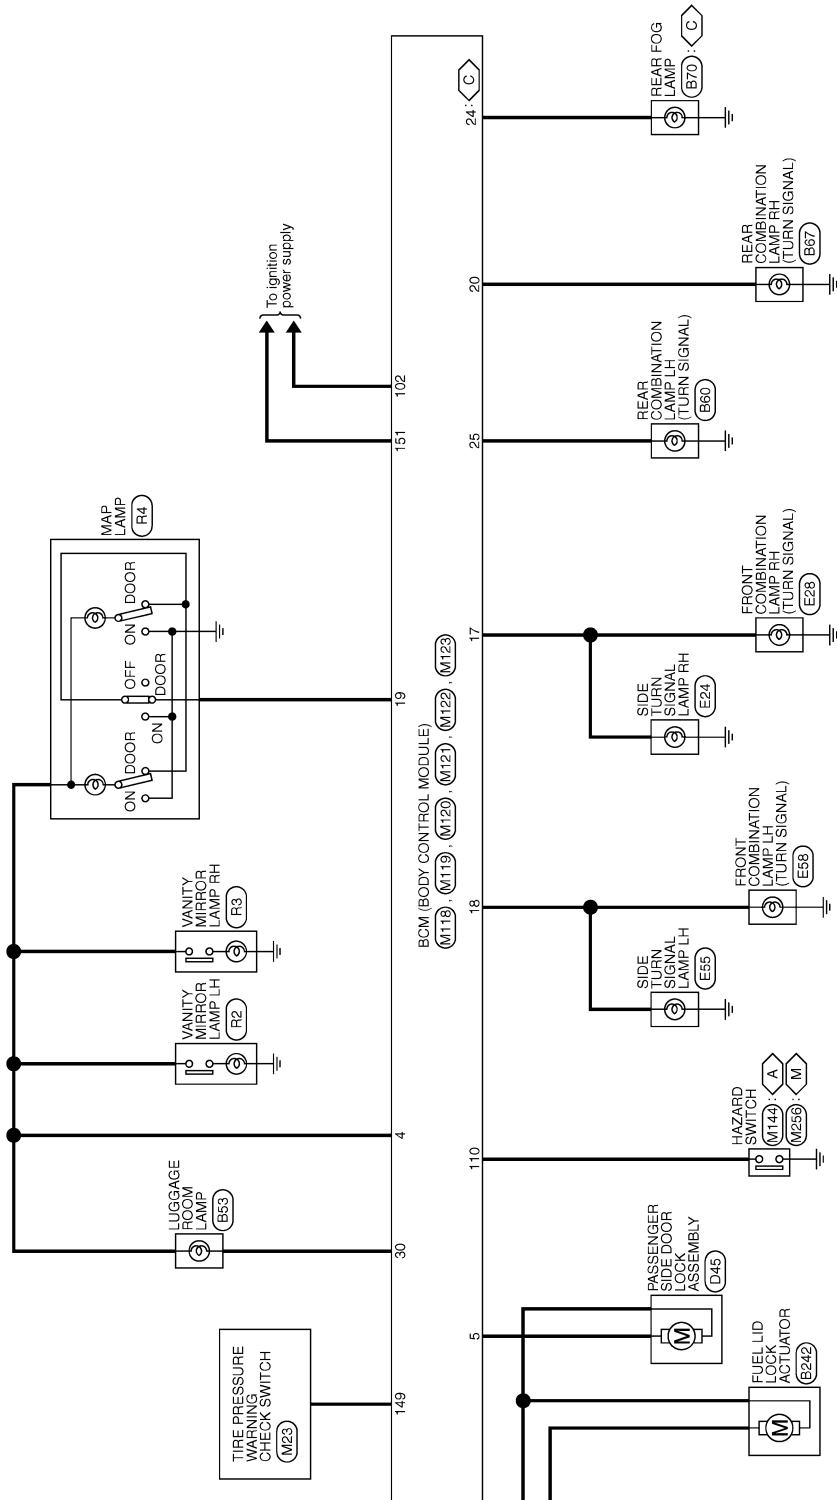 TIRE PRESSURE
WARNING
CHECK SWITCH
M23
149
LUGGAGE
ROOM
LAMP
B53
30
4
VANITY
MIRROR
LAMP LH
R2
VANITY
MIRROR
LAMP RH
R3
MAP
LAMP
R4
ON
DOOR
ON
OFF
DOOR
ON
DOOR
19
151
102
To ignition
power supply
BCM (BODY CONTROL MODULE)
M118 , M119 , M120 , M121 , M122 , M123
5
PASSENGER
SIDE DOOR
LOCK
ASSEMBLY
D45
M
FUEL LID
LOCK
ACTUATOR
B242
M
110
HAZARD
SWITCH
M144 : A
M256 : M
18
SIDE
TURN
SIGNAL
LAMP LH
E55
FRONT
COMBINATION
LAMP LH
(TURN SIGNAL)
E58
17
SIDE
TURN
SIGNAL
LAMP RH
E24
FRONT
COMBINATION
LAMP RH
(TURN SIGNAL)
E28
25
REAR
COMBINATION
LAMP LH
(TURN SIGNAL)
B60
20
REAR
COMBINATION
LAMP RH
(TURN SIGNAL)
B67
24 : C
REAR FOG
LAMP
B70 : C